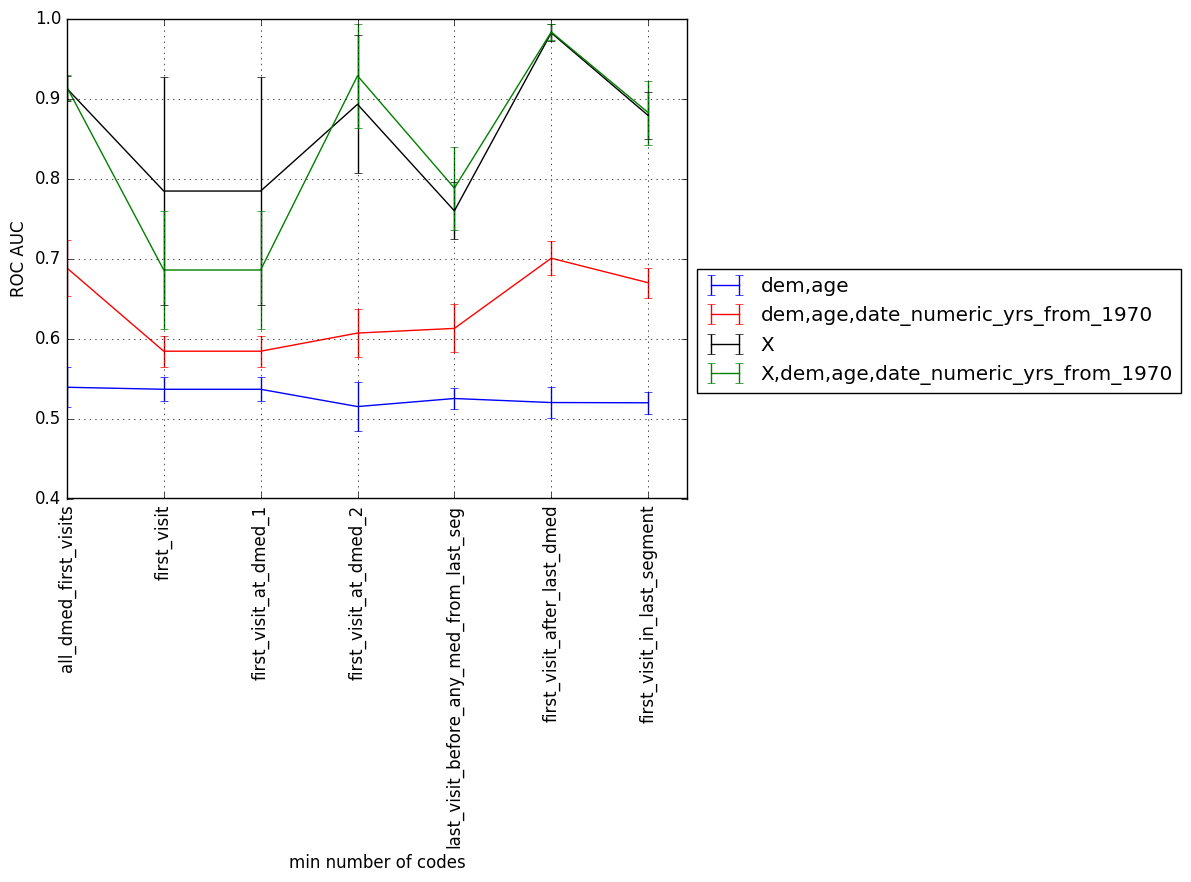 1.0
0.9
0.8
0.7
0.6
0.5
0.4
ROC AUC
all_dmed_first_visits
first_visit
first_visit_at_dmed_1
first_visit_at_dmed_2
last_visit_before_any_med_from_last_seg
first_visit_after_last_dmed
first_visit_in_last_segment
min number of codes
dem,age
dem,age,date_numeric_yrs_from_1970
X
X,dem,age,date_numeric_yrs_from_1970